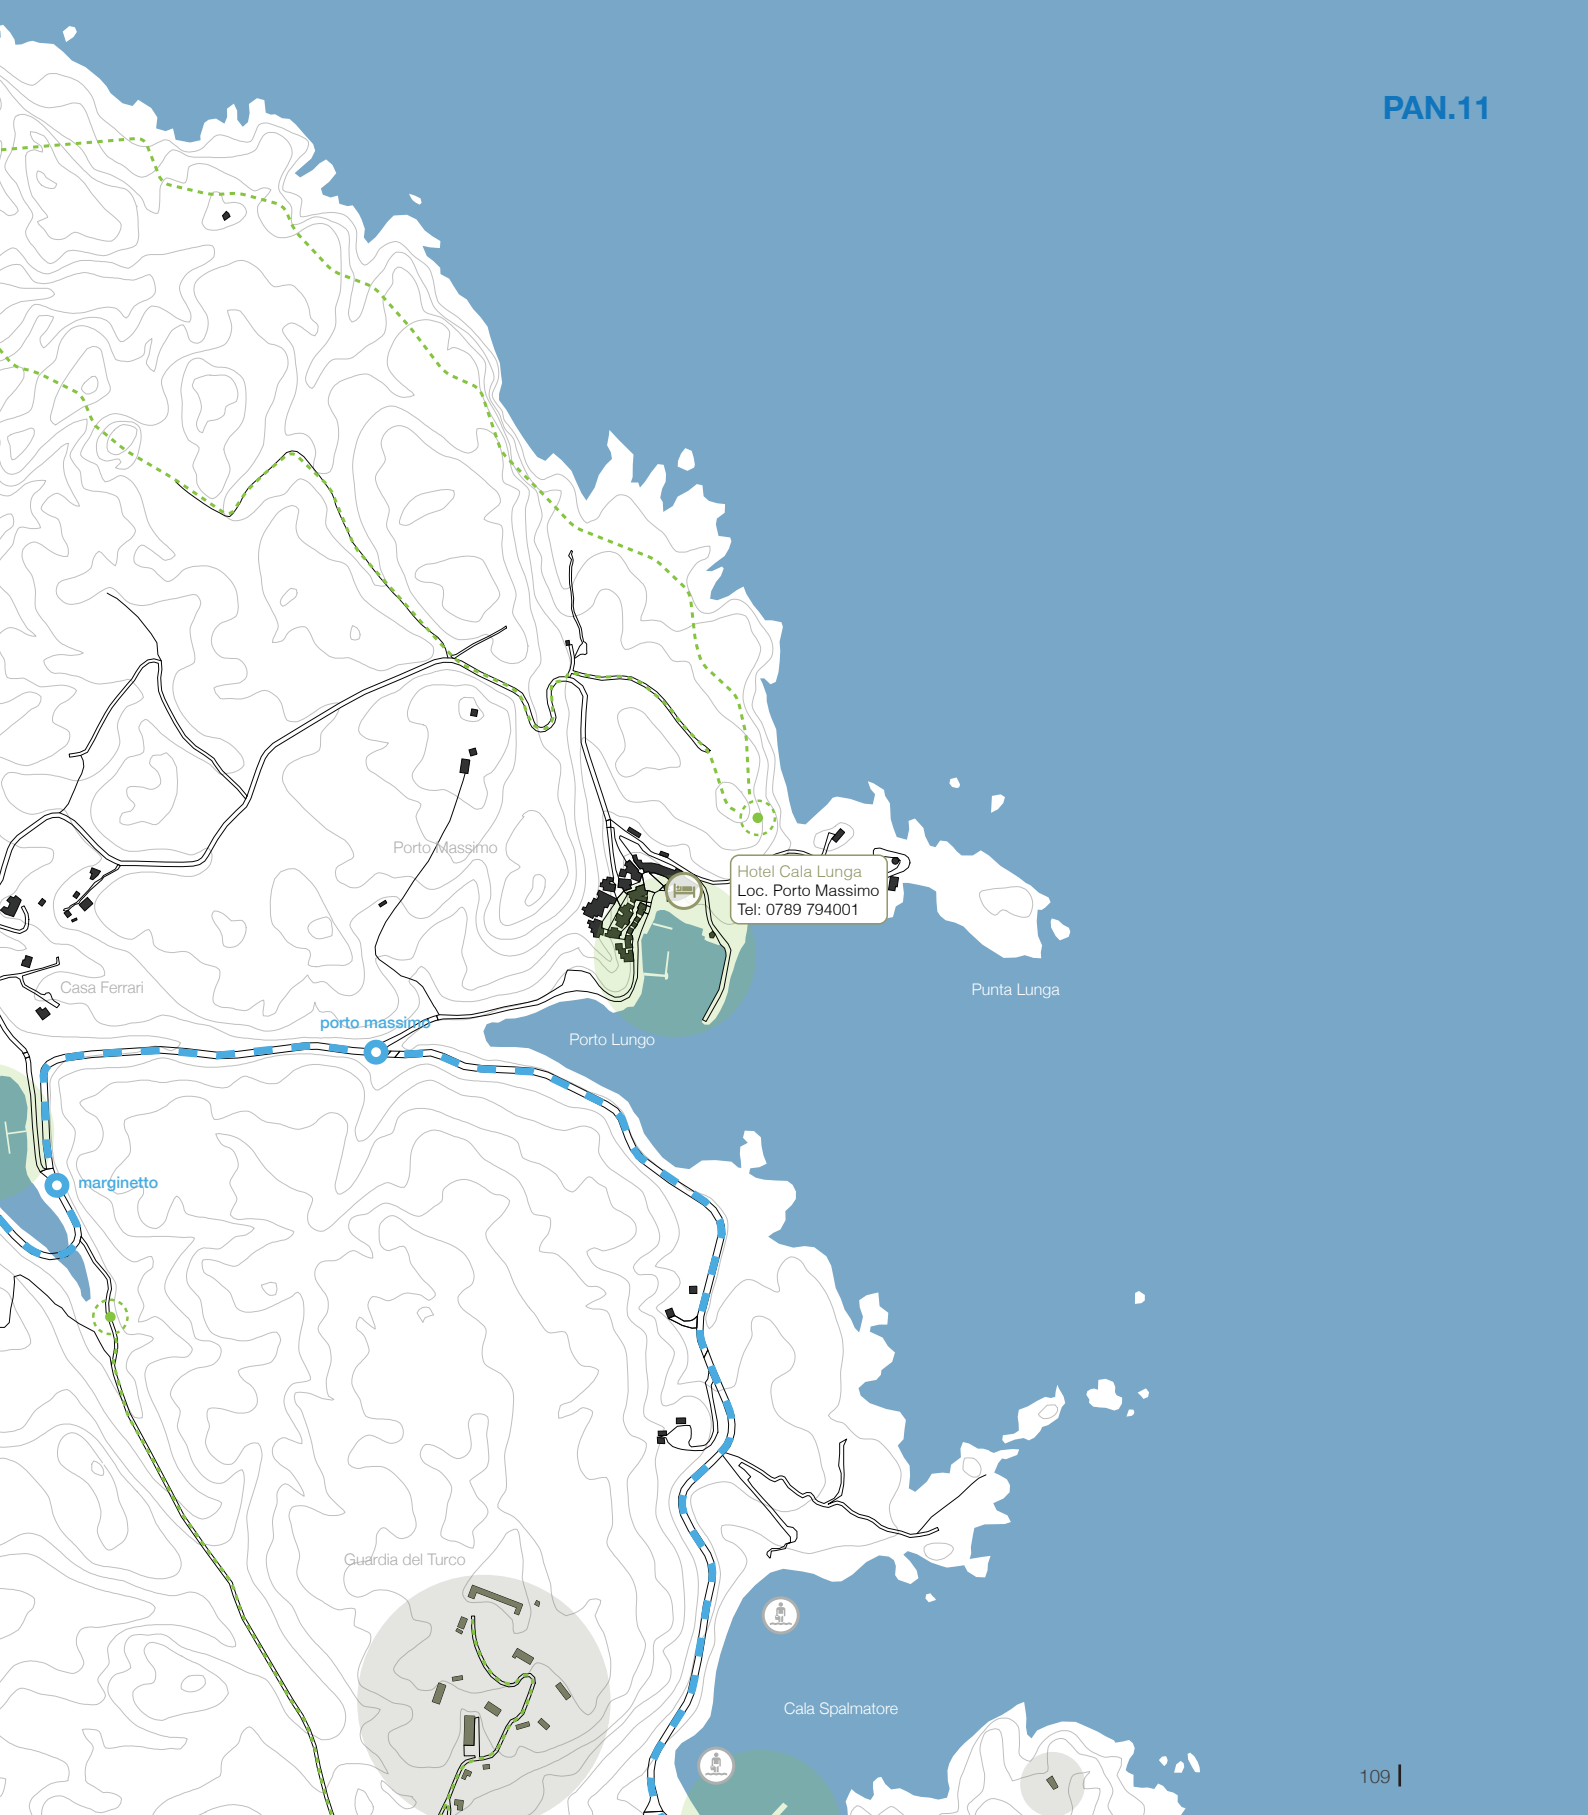 PAN.11
Porto Massimo
Hotel Cala Lunga
Loc. Porto Massimo
Tel: 0789 794001
Casa Ferrari
Punta Lunga
porto massimo
Porto Lungo
marginetto
Guardia del Turco
Cala Spalmatore
109